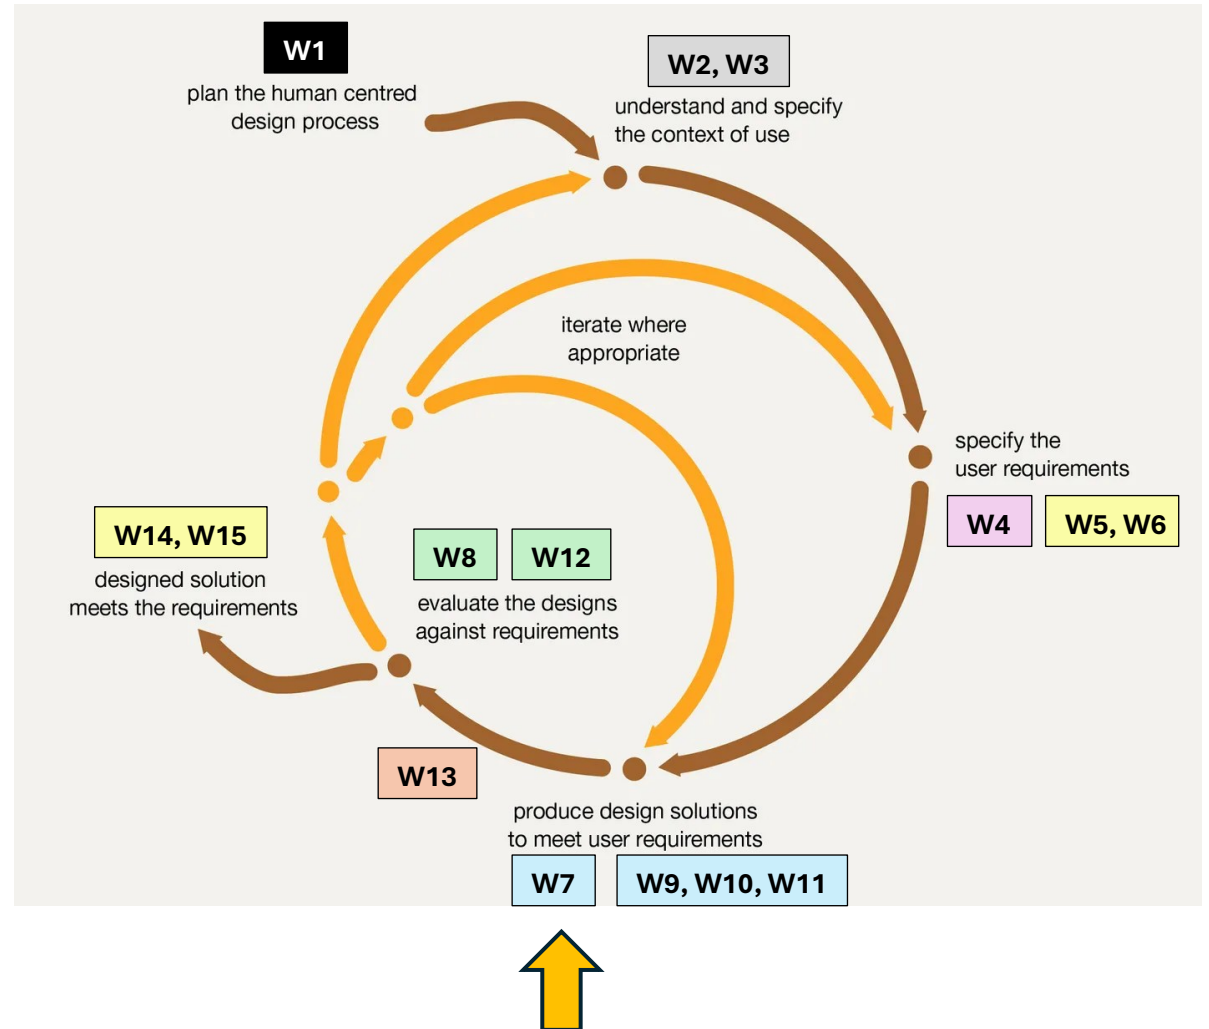 W1
plan the human centred
design process
W2, W3
understand and specify
the context of use
iterate where
appropriate
specify the
user requirements
W4
W5, W6
W14, W15
designed solution
meets the requirements
W8
W12
evaluate the designs
against requirements
W13
produce design solutions
to meet user requirements
W7
W9, W10, W11